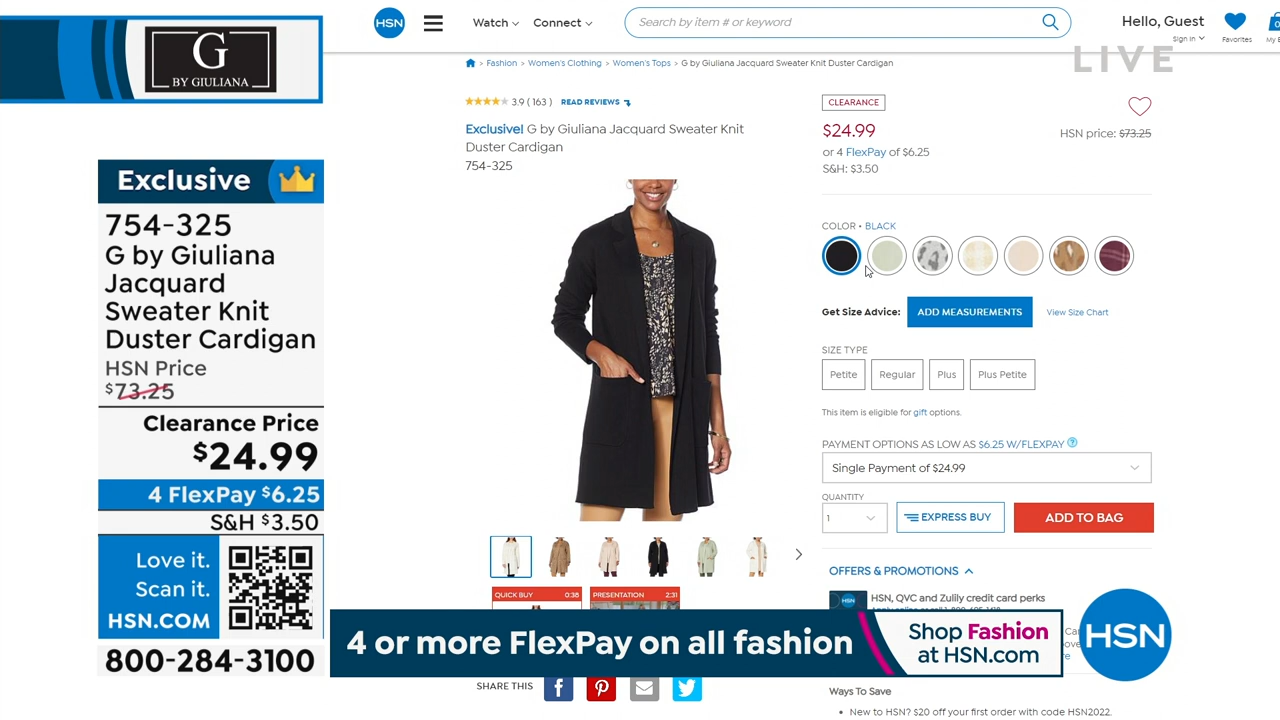 G
BY GIULIANA
Exclusive
754-325
G by Giuliana
Jacquard
Sweater Knit
Duster Cardigan
HSN Price
$73.25
Clearance Price
$24.99
4 FlexPay $6.25
S&H $3.50
Love it.
Scan it.
HSN.COM
800-284-3100
HSN
Watch
Connect
Search by item # or keyword
Hello, Guest
Sign In
Favorites
0
LIVE
> Fashion > Women's Clothing > Women's Tops > G by Giuliana Jacquard Sweater Knit Duster Cardigan
3.9 (163) READ REVIEWS
Exclusive! G by Giuliana Jacquard Sweater Knit
Duster Cardigan
754-325
CLEARANCE
$24.99
HSN price: $73.25
or 4 FlexPay of $6.25
S&H: $3.50
COLOR • BLACK
Get Size Advice: ADD MEASUREMENTS View Size Chart
SIZE TYPE
Petite Regular Plus Plus Petite
This item is eligible for gift options.
PAYMENT OPTIONS AS LOW AS $6.25 W/FLEXPAY ?
Single Payment of $24.99
QUANTITY
1
EXPRESS BUY
ADD TO BAG
OFFERS & PROMOTIONS
HSN
HSN, QVC and Zulily credit card perks
QUICK BUY 0:38
PRESENTATION 2:31
4 or more FlexPay on all fashion
Shop Fashion
at HSN.com
HSN
SHARE THIS
Ways To Save
• New to HSN? $20 off your first order with code HSN2022.